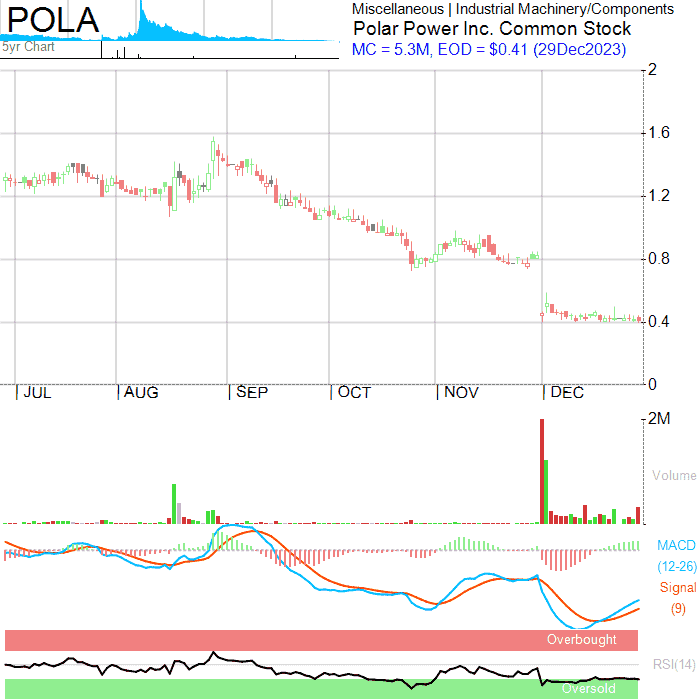 POLA
5yr Chart
Miscellaneous | Industrial Machinery/Components
Polar Power Inc. Common Stock
MC = 5.3M, EOD = $0.41 (29Dec2023)
2
1.6
1.2
0.8
0.4
0
JUL AUG SEP OCT NOV DEC
2M
Volume
MACD
(12-26)
Signal
(9)
Overbought
RSI(14)
Oversold